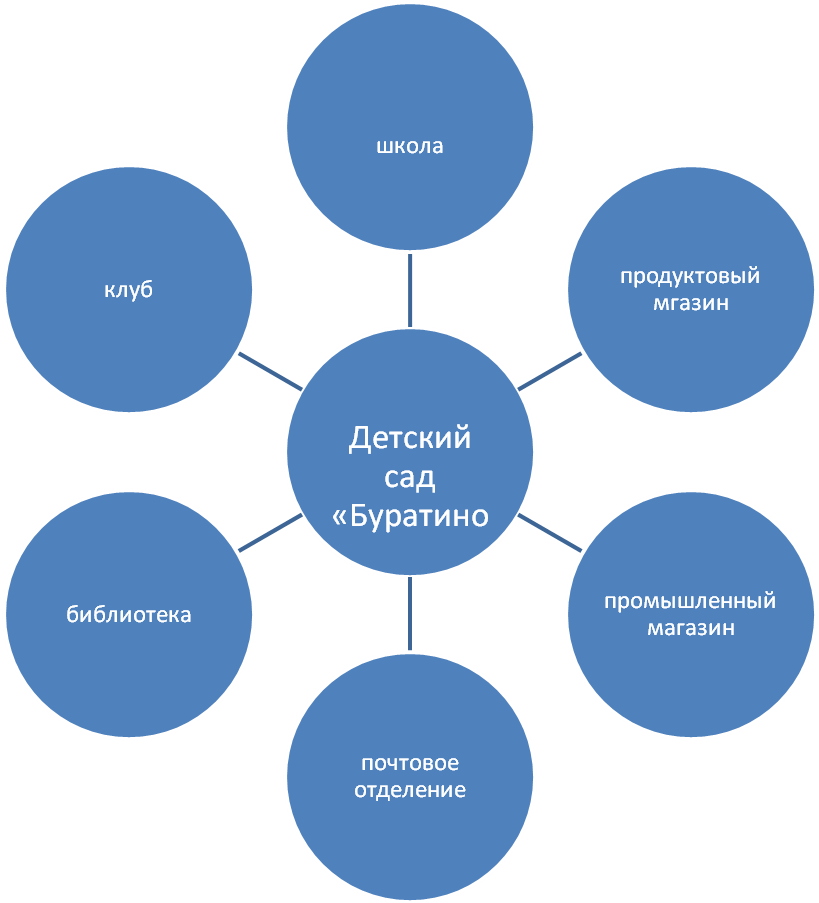 школа
клуб
продуктовый
мгазин
Детский
сад
«Буратино
библиотека
промышленный
магазин
почтовое
отделение